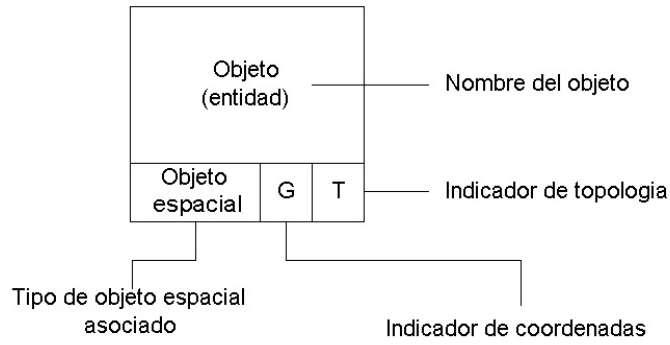 Objeto
(entidad)
Nombre del objeto
Objeto
espacial
G
T
Indicador de topologia
Tipo de objeto espacial
asociado
Indicador de coordenadas